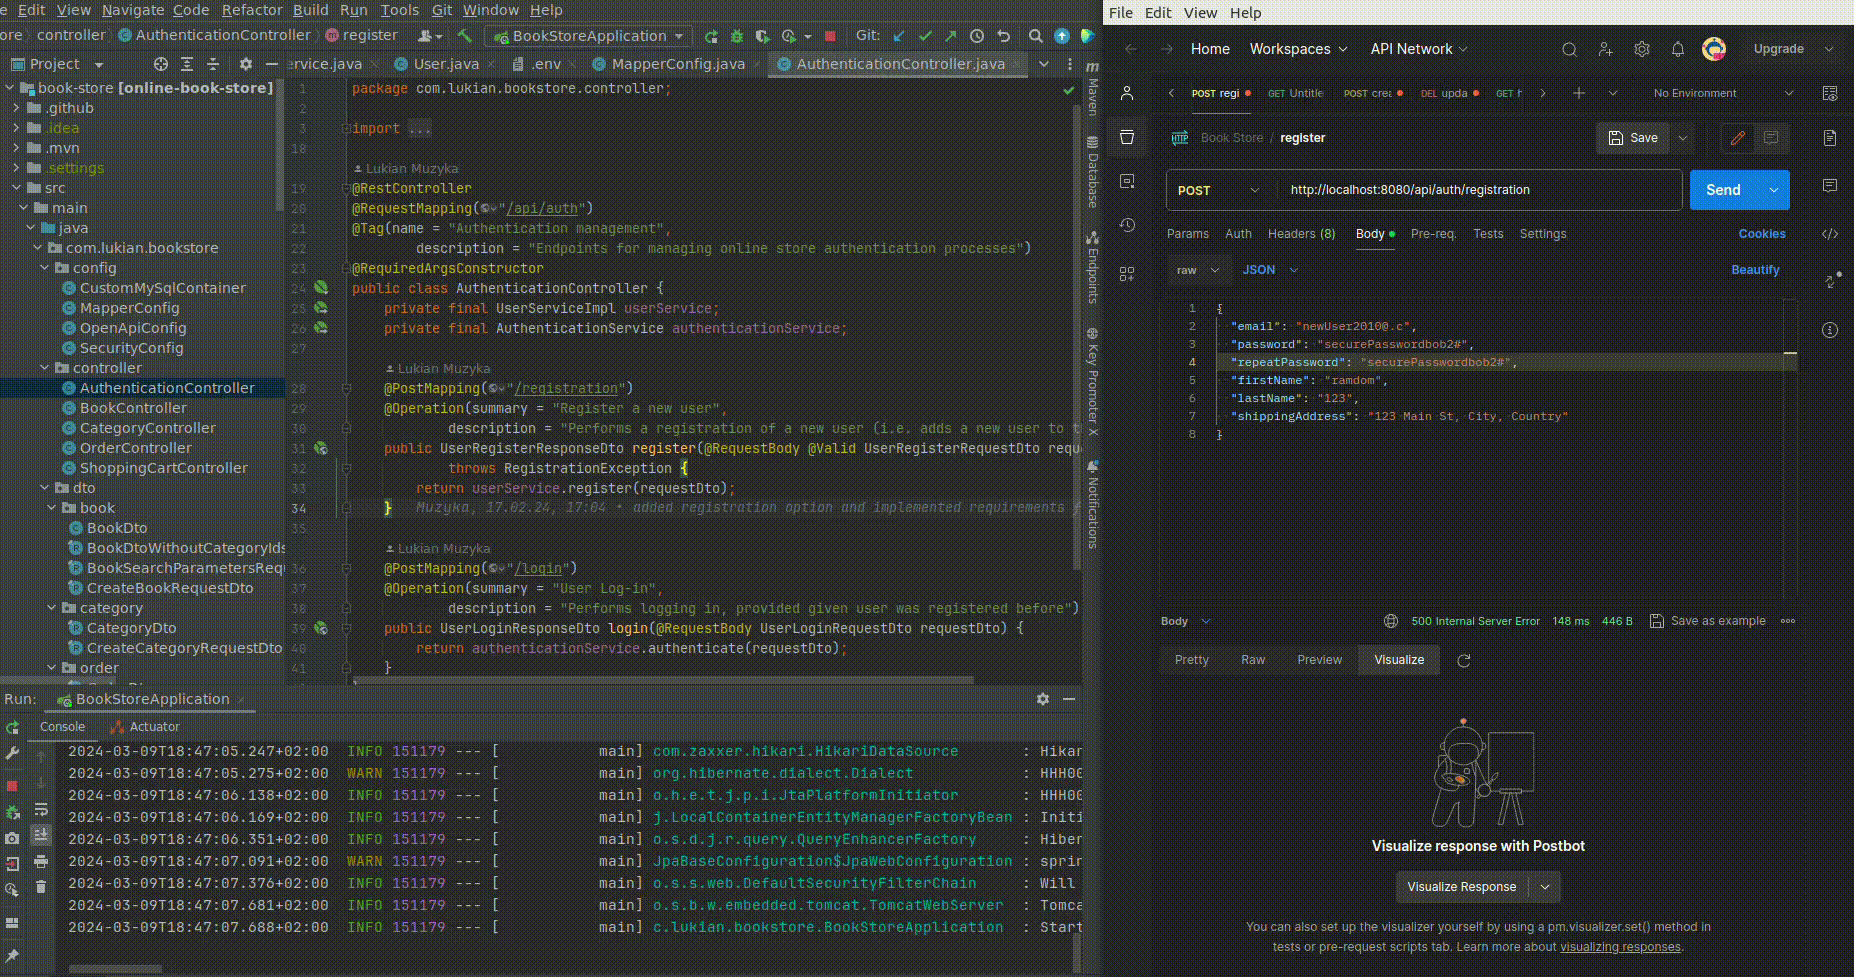 e Edit View Navigate Code Refactor Build Run Tools Git Window Help
ore controller AuthenticationController register BookStoreApplication Git:
Project ervice.java User.java .env MapperConfig.java AuthenticationController.java
book-store [online-book-store]
.github
.idea
.mvn
.settings
src
main
java
com.lukian.bookstore
config
CustomMySqlContainer
MapperConfig
OpenApiConfig
SecurityConfig
controller
AuthenticationController
BookController
CategoryController
OrderController
ShoppingCartController
dto
book
BookDto
BookDtoWithoutCategoryIds
BookSearchParametersRequ
CreateBookRequestDto
category
CategoryDto
CreateCategoryRequestDto
order
1 package com.lukian.bookstore.controller;
2
3 import ...
18
Lukian Muzyka
19 @RestController
20 @RequestMapping("/api/auth")
21 @Tag(name = "Authentication management",
22 description = "Endpoints for managing online store authentication processes")
23 @RequiredArgsConstructor
24 public class AuthenticationController {
25 private final UserServiceImpl userService;
26 private final AuthenticationService authenticationService;
27
Lukian Muzyka
28 @PostMapping("/registration")
29 @Operation(summary = "Register a new user",
30 description = "Performs a registration of a new user (i.e. adds a new user to t
31 public UserRegisterResponseDto register(@RequestBody @Valid UserRegisterRequestDto requ
32 throws RegistrationException {
33 return userService.register(requestDto);
34 } Muzyka, 17.02.24, 17:04 • added registration option and implemented requirements f
35
Lukian Muzyka
36 @PostMapping("/login")
37 @Operation(summary = "User Log-in",
38 description = "Performs logging in, provided given user was registered before")
39 public UserLoginResponseDto login(@RequestBody UserLoginRequestDto requestDto) {
40 return authenticationService.authenticate(requestDto);
41 }
m Maven
Database
Endpoints
Key Promoter X
Notifications
Run: BookStoreApplication
Console Actuator
2024-03-09T18:47:05.247+02:00 INFO 151179 --- [ main] com.zaxxer.hikari.HikariDataSource : Hikar
2024-03-09T18:47:05.275+02:00 WARN 151179 --- [ main] org.hibernate.dialect.Dialect : HHH00
2024-03-09T18:47:06.138+02:00 INFO 151179 --- [ main] o.h.e.t.j.p.i.JtaPlatformInitiator : HHH00
2024-03-09T18:47:06.169+02:00 INFO 151179 --- [ main] j.LocalContainerEntityManagerFactoryBean : Initi
2024-03-09T18:47:06.351+02:00 INFO 151179 --- [ main] o.s.d.j.r.query.QueryEnhancerFactory : Hiber
2024-03-09T18:47:07.091+02:00 WARN 151179 --- [ main] JpaBaseConfiguration$JpaWebConfiguration : sprin
2024-03-09T18:47:07.376+02:00 INFO 151179 --- [ main] o.s.s.web.DefaultSecurityFilterChain : Will
2024-03-09T18:47:07.681+02:00 INFO 151179 --- [ main] o.s.b.w.embedded.tomcat.TomcatWebServer : Tomca
2024-03-09T18:47:07.688+02:00 INFO 151179 --- [ main] c.lukian.bookstore.BookStoreApplication : Start
File Edit View Help
Home Workspaces API Network Upgrade
POST regi GET Untitle POST crea DEL upda GET h No Environment
HTTP Book Store / register Save
POST http://localhost:8080/api/auth/registration Send
Params Auth Headers (8) Body Pre-req. Tests Settings Cookies
raw JSON Beautify
1 {
2 "email": "newUser2010@.c",
3 "password": "securePasswordbob2#",
4 "repeatPassword": "securePasswordbob2#",
5 "firstName": "ramdom",
6 "lastName": "123",
7 "shippingAddress": "123 Main St, City, Country"
8 }
Body 500 Internal Server Error 148 ms 446 B Save as example
Pretty Raw Preview Visualize
Visualize response with Postbot
Visualize Response
You can also set up the visualizer yourself by using a pm.visualizer.set() method in
tests or pre-request scripts tab. Learn more about visualizing responses.